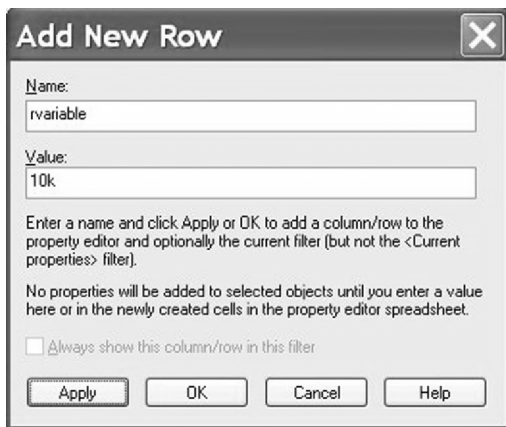 Add New Row
Name:
rvariable
Value:
10k
Enter a name and click Apply or OK to add a column/row to the
property editor and optionally the current filter (but not the <Current
properties> filter).
No properties will be added to selected objects until you enter a value
here or in the newly created cells in the property editor spreadsheet.
Always show this column/row in this filter
Apply OK Cancel Help